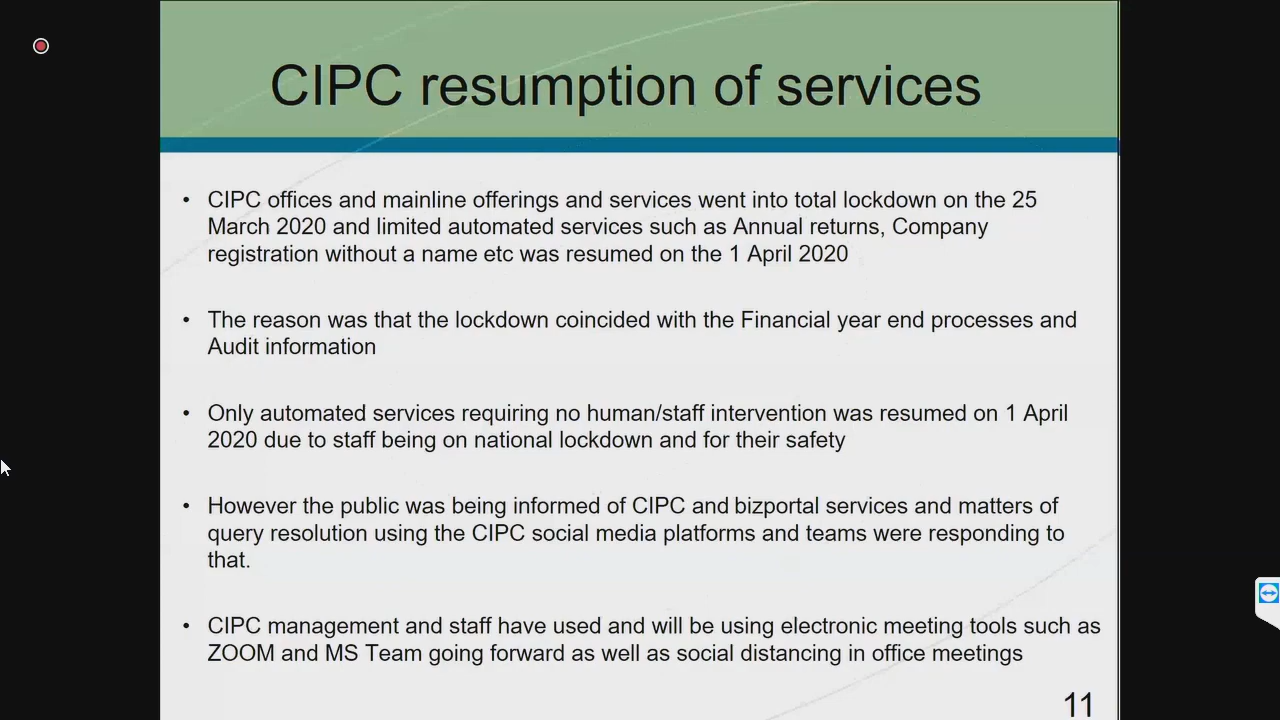 CIPC resumption of services
• CIPC offices and mainline offerings and services went into total lockdown on the 25
March 2020 and limited automated services such as Annual returns, Company
registration without a name etc was resumed on the 1 April 2020
• The reason was that the lockdown coincided with the Financial year end processes and
Audit information
• Only automated services requiring no human/staff intervention was resumed on 1 April
2020 due to staff being on national lockdown and for their safety
• However the public was being informed of CIPC and bizportal services and matters of
query resolution using the CIPC social media platforms and teams were responding to
that.
• CIPC management and staff have used and will be using electronic meeting tools such as
ZOOM and MS Team going forward as well as social distancing in office meetings
11